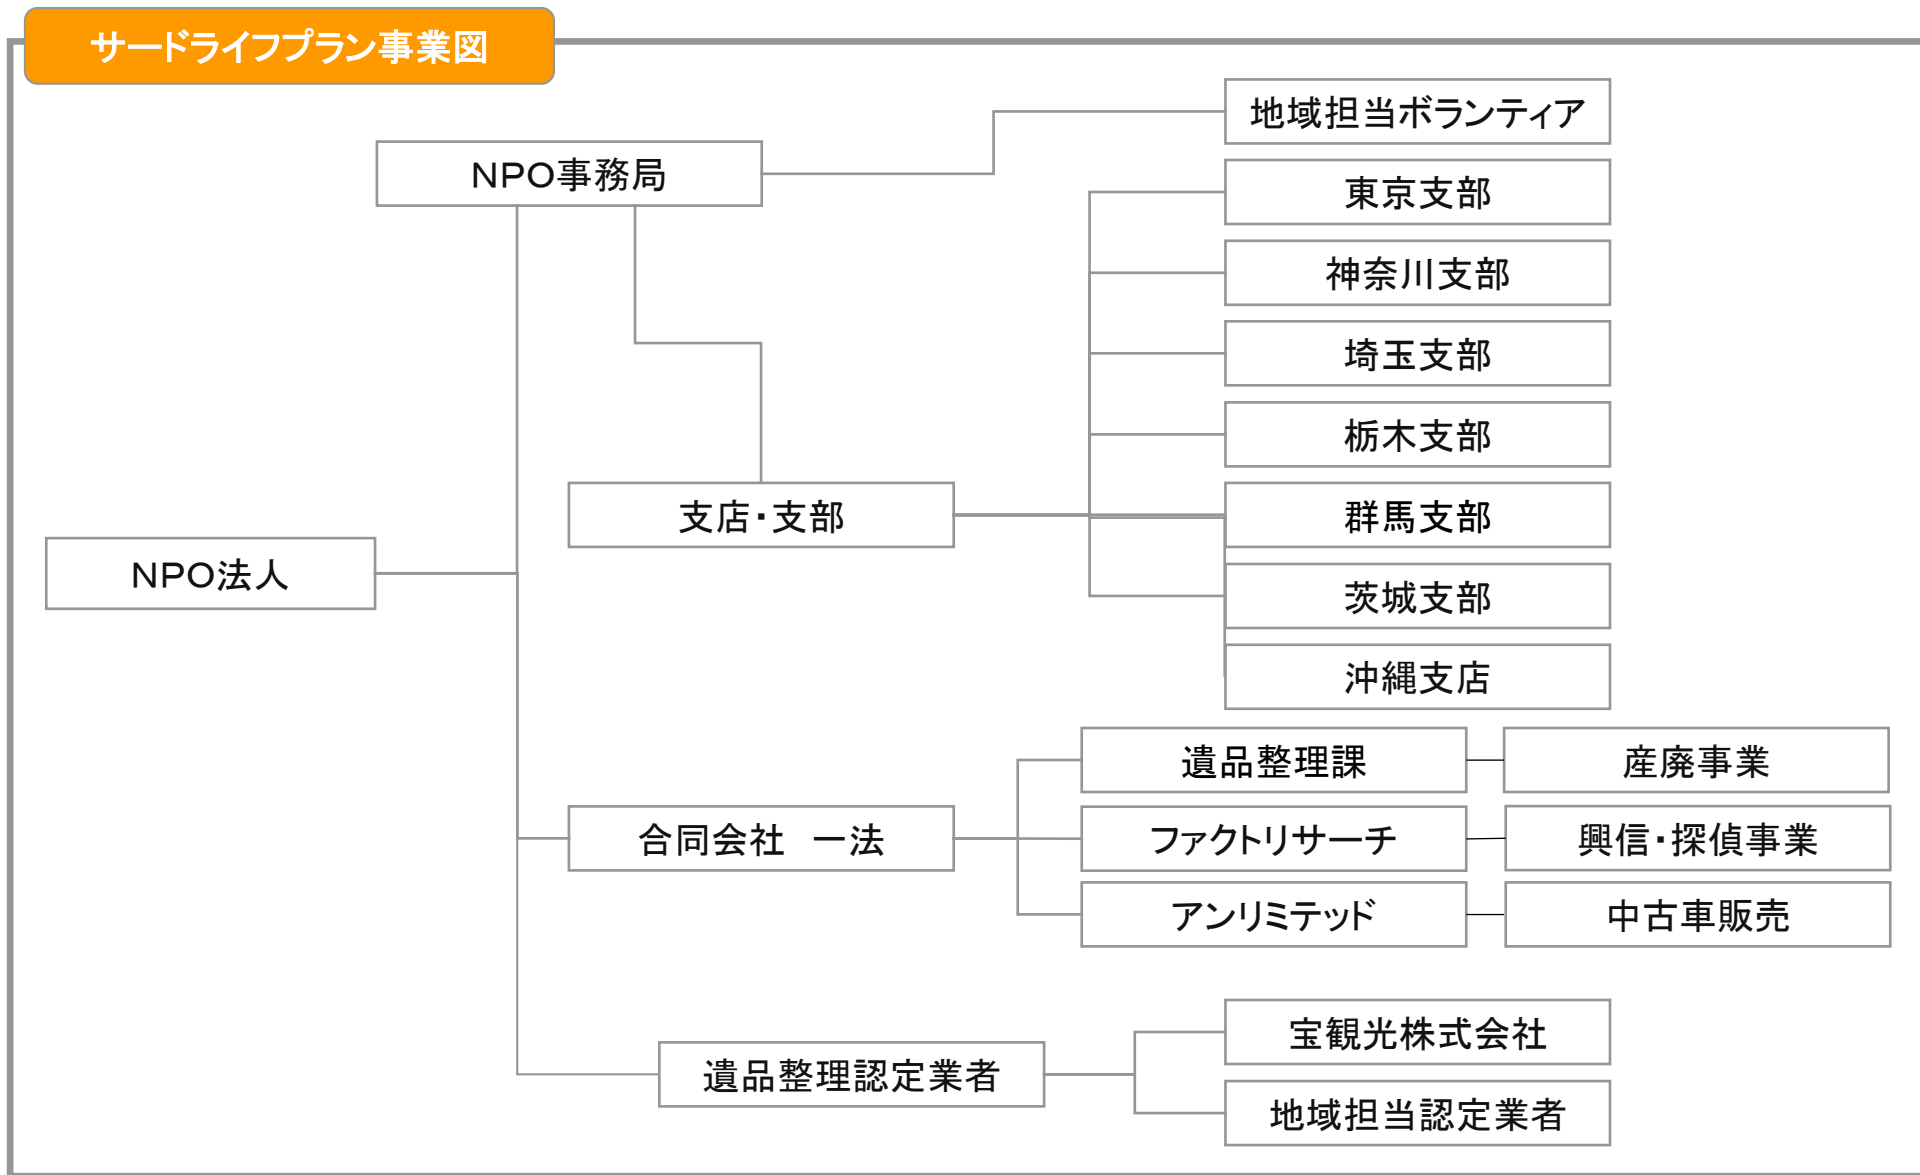 サードライフプラン事業図
地域担当ボランティア
NPO事務局
東京支部
神奈川支部
埼玉支部
栃木支部
支店・支部
群馬支部
NPO法人
茨城支部
沖縄支店
遺品整理課
産廃事業
合同会社　一法
ファクトリサーチ
興信・探偵事業
アンリミテッド
中古車販売
宝観光株式会社
遺品整理認定業者
地域担当認定業者